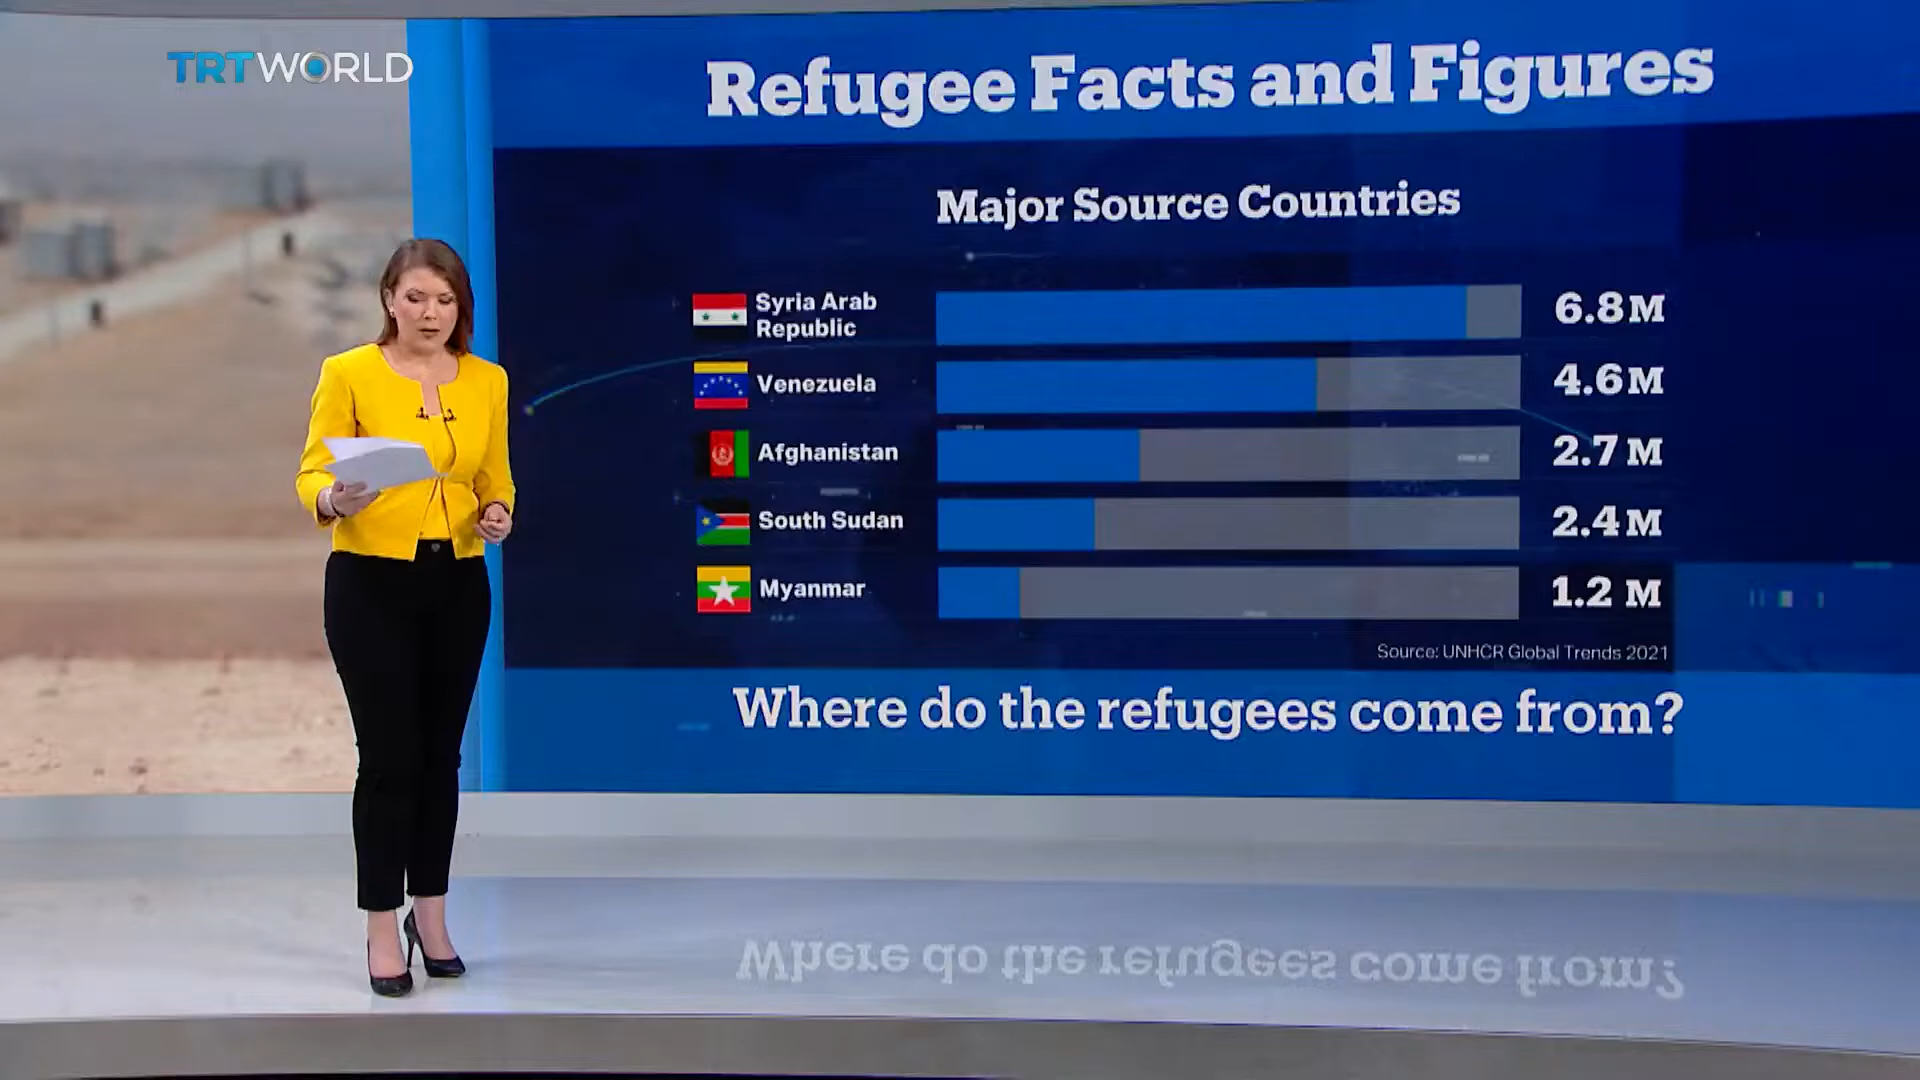 TRTWORLD
Refugee Facts and Figures
Major Source Countries
Syria Arab
Republic
6.8M
Venezuela
4.6M
Afghanistan
2.7M
South Sudan
2.4M
Myanmar
1.2 M
Source: UNHCR Global Trends 2021
Where do the refugees come from?
Where do the refugees come from?